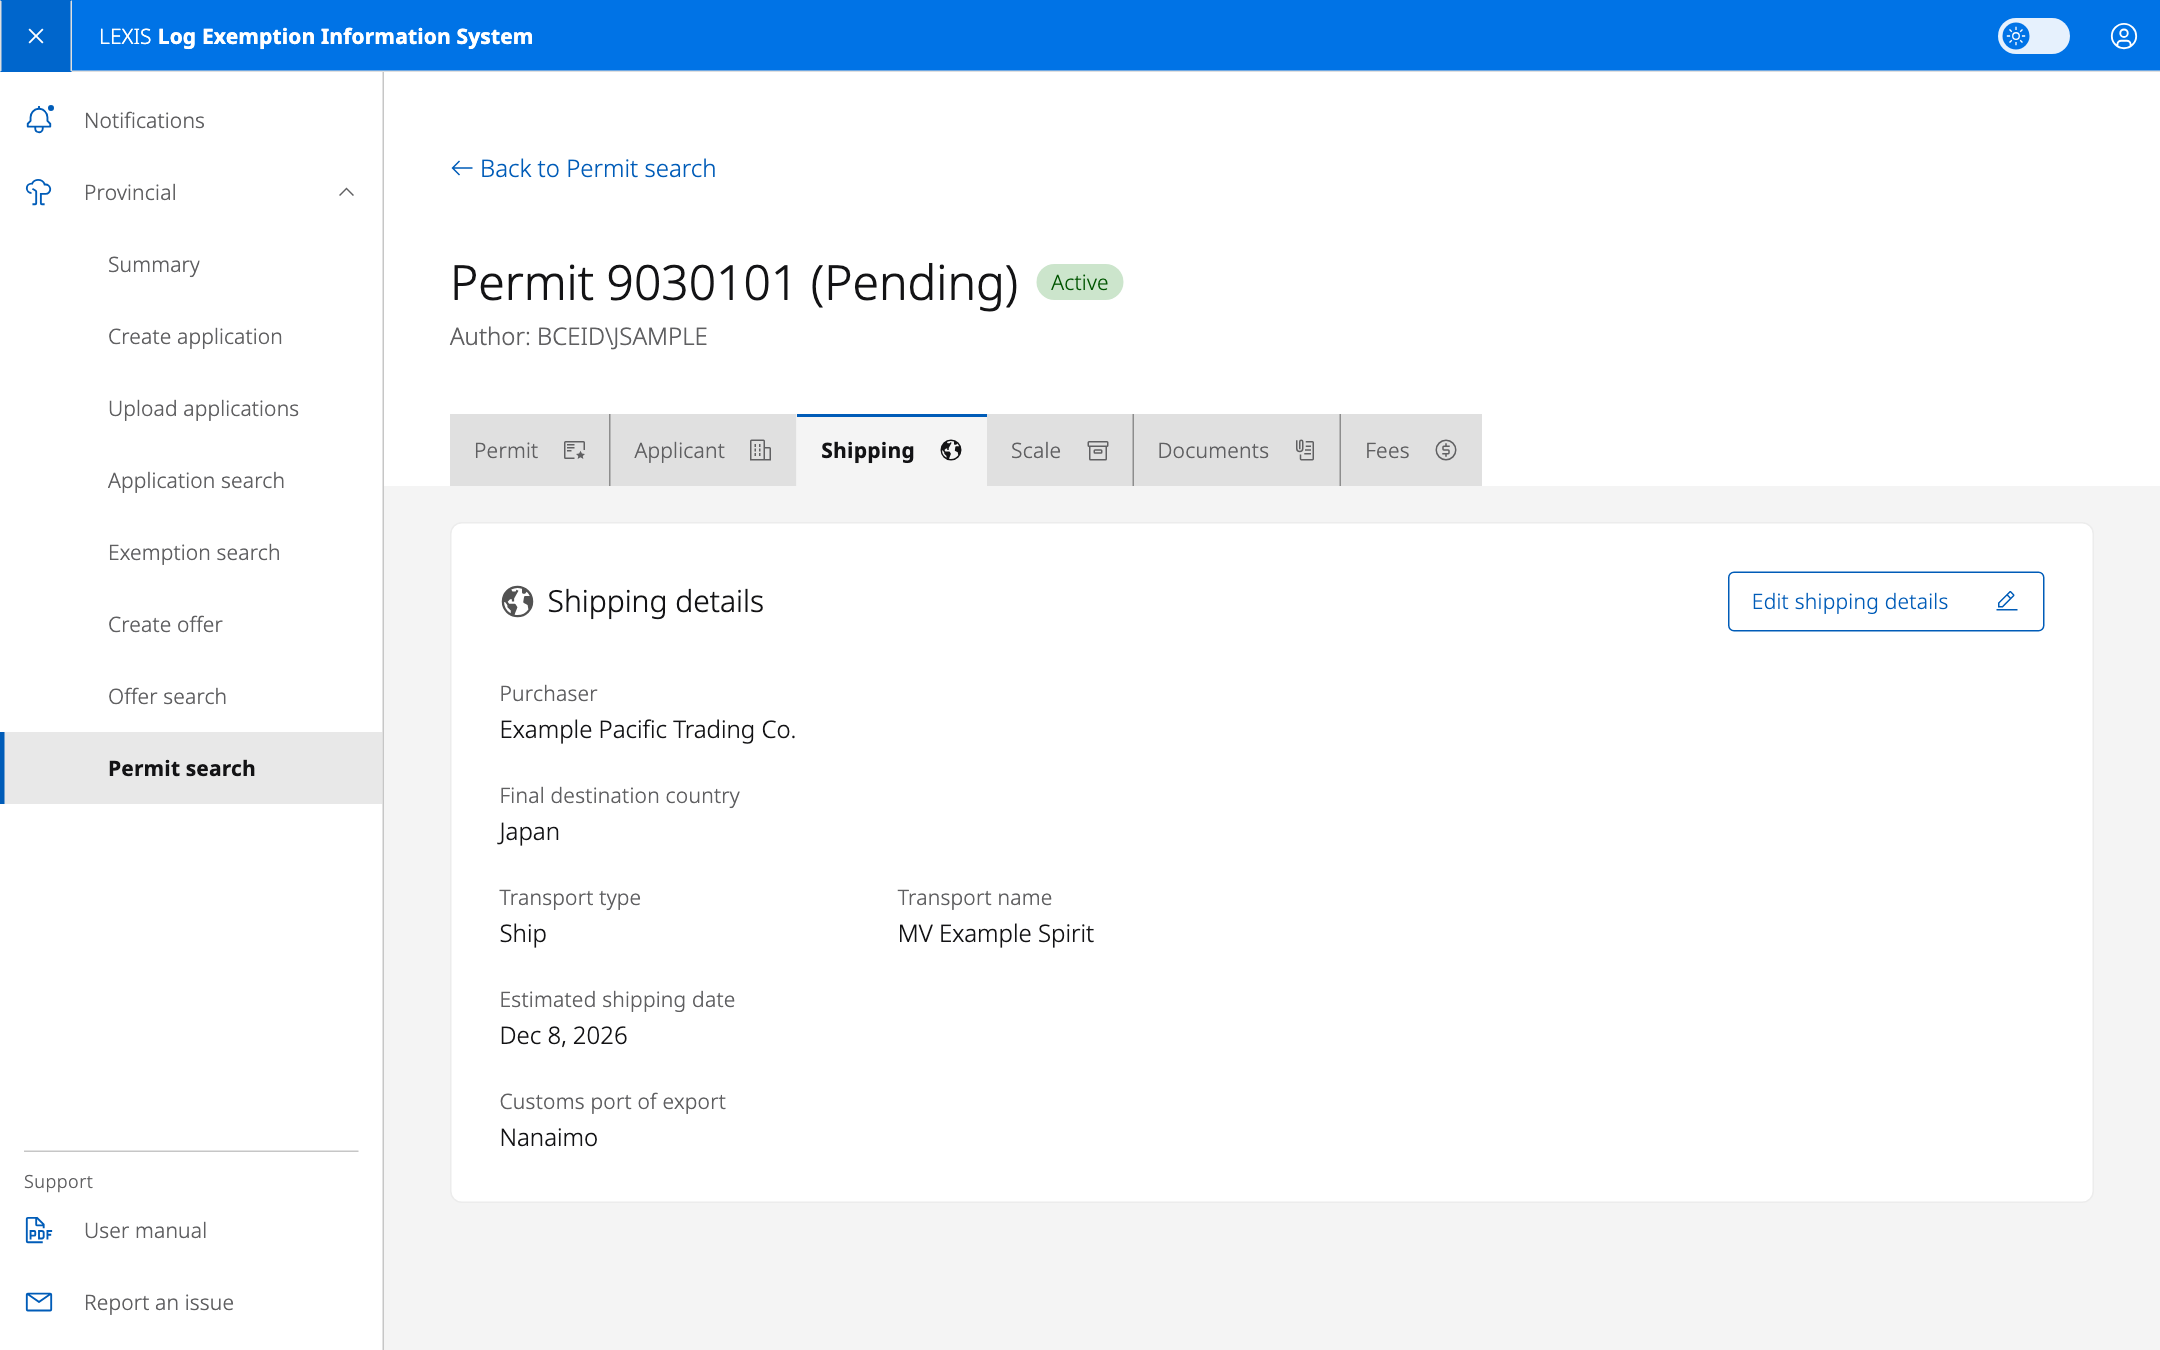 LEXIS Log Exemption Information System
Notifications
Provincial
Summary
Create application
Upload applications
Application search
Exemption search
Create offer
Offer search
Permit search
Support
PDF
User manual
Report an issue
← Back to Permit search
Permit 9030101 (Pending) Active
Author: BCEID\JSAMPLE
Permit Applicant Shipping Scale Documents Fees
Shipping details
Edit shipping details
Purchaser
Example Pacific Trading Co.
Final destination country
Japan
Transport type
Ship
Transport name
MV Example Spirit
Estimated shipping date
Dec 8, 2026
Customs port of export
Nanaimo